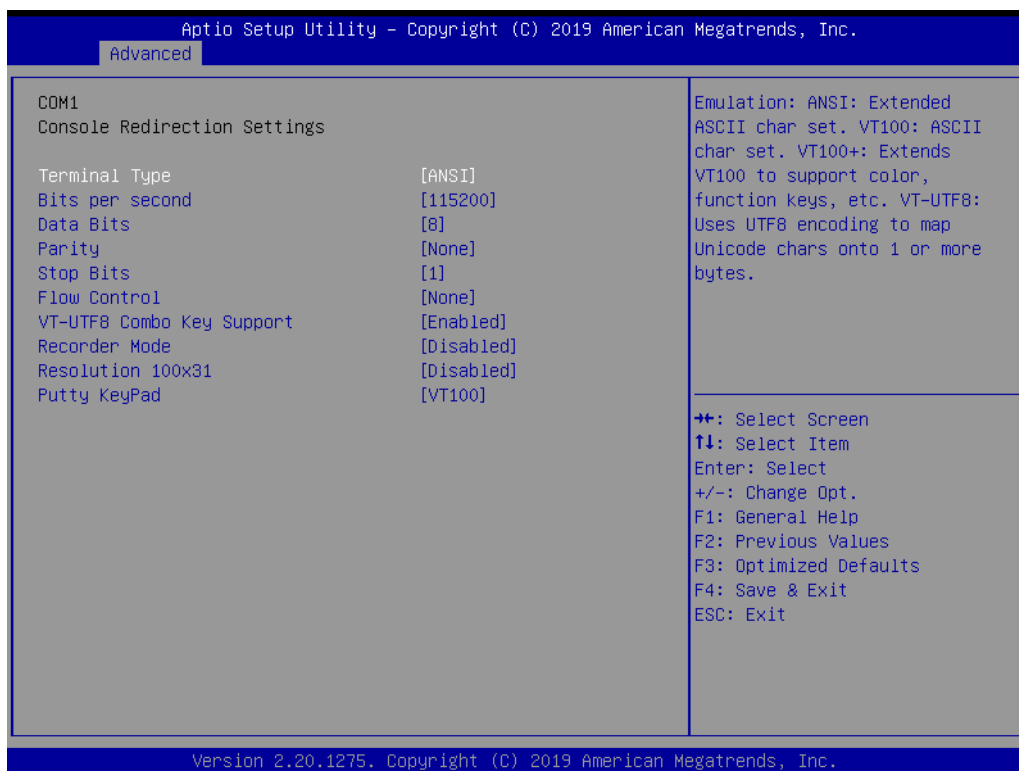 Aptio Setup Utility – Copyright (C) 2019 American Megatrends, Inc.
Advanced
COM1
Console Redirection Settings
Terminal Type [ANSI]
Bits per second [115200]
Data Bits [8]
Parity [None]
Stop Bits [1]
Flow Control [None]
VT-UTF8 Combo Key Support [Enabled]
Recorder Mode [Disabled]
Resolution 100x31 [Disabled]
Putty KeyPad [VT100]
Emulation: ANSI: Extended
ASCII char set. VT100: ASCII
char set. VT100+: Extends
VT100 to support color,
function keys, etc. VT-UTF8:
Uses UTF8 encoding to map
Unicode chars onto 1 or more
bytes.
→←: Select Screen
↑↓: Select Item
Enter: Select
+/-: Change Opt.
F1: General Help
F2: Previous Values
F3: Optimized Defaults
F4: Save & Exit
ESC: Exit
Version 2.20.1275. Copyright (C) 2019 American Megatrends, Inc.